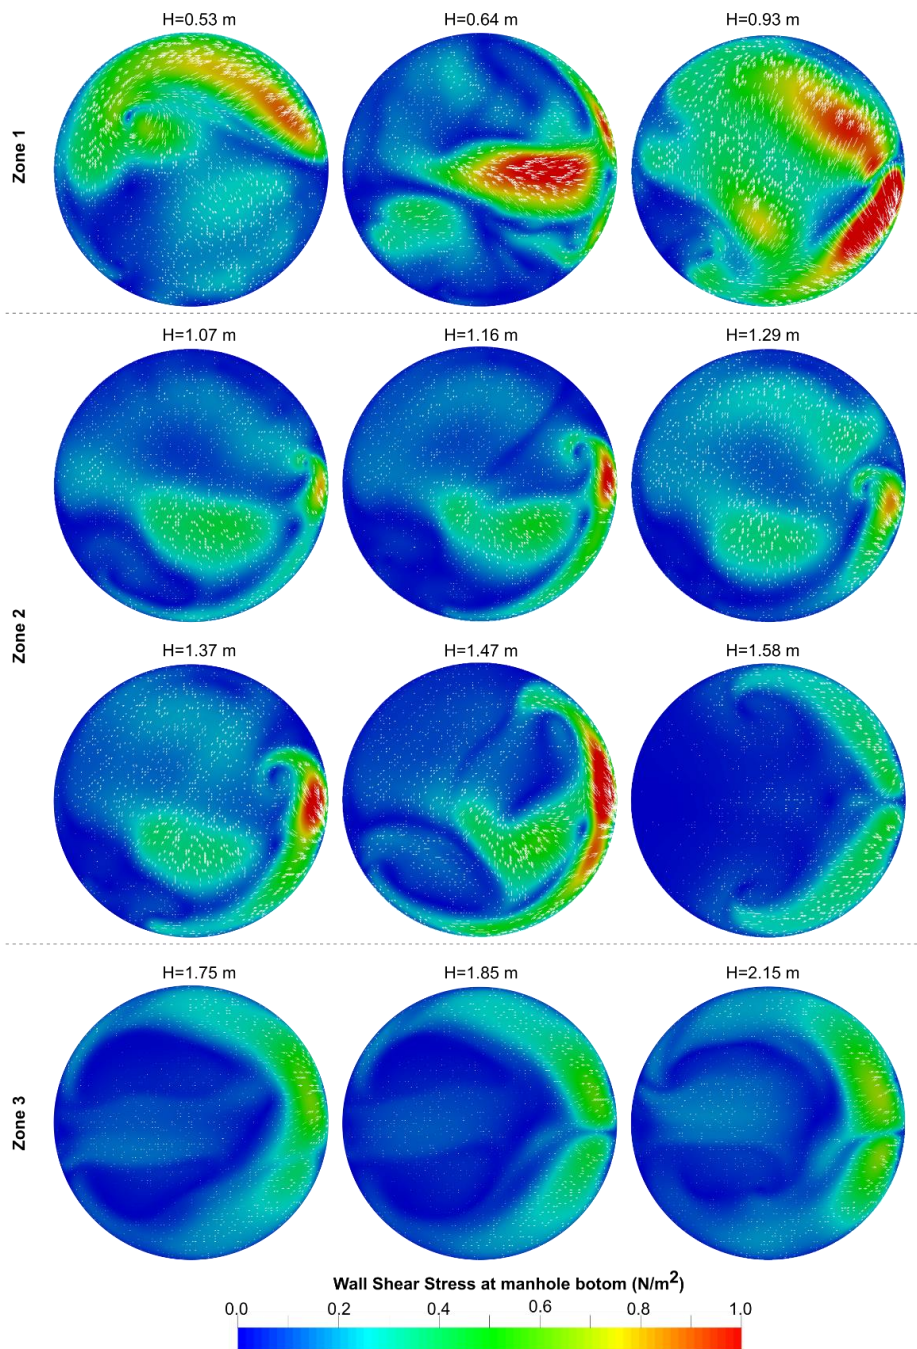 H=0.53 m H=0.64 m H=0.93 m
Zone 1
H=1.07 m H=1.16 m H=1.29 m
Zone 2
H=1.37 m H=1.47 m H=1.58 m
H=1.75 m H=1.85 m H=2.15 m
Zone 3
Wall Shear Stress at manhole botom (N/m²)
0.0 0.2 0.4 0.6 0.8 1.0